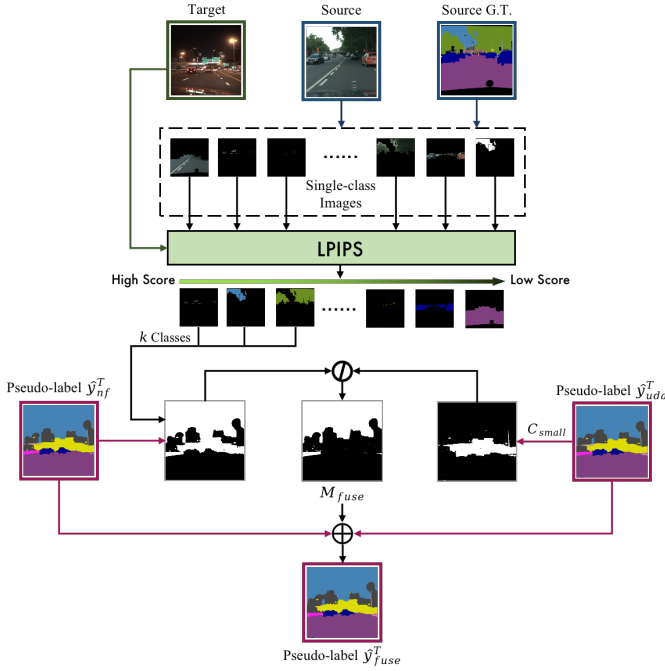 Target
Source
Source G.T.
······
Single-class
Images
LPIPS
High Score
Low Score
······
k Classes
Pseudo-label ŷ^T_nf
Pseudo-label ŷ^T_uda
C_small
M_fuse
Pseudo-label ŷ^T_fuse